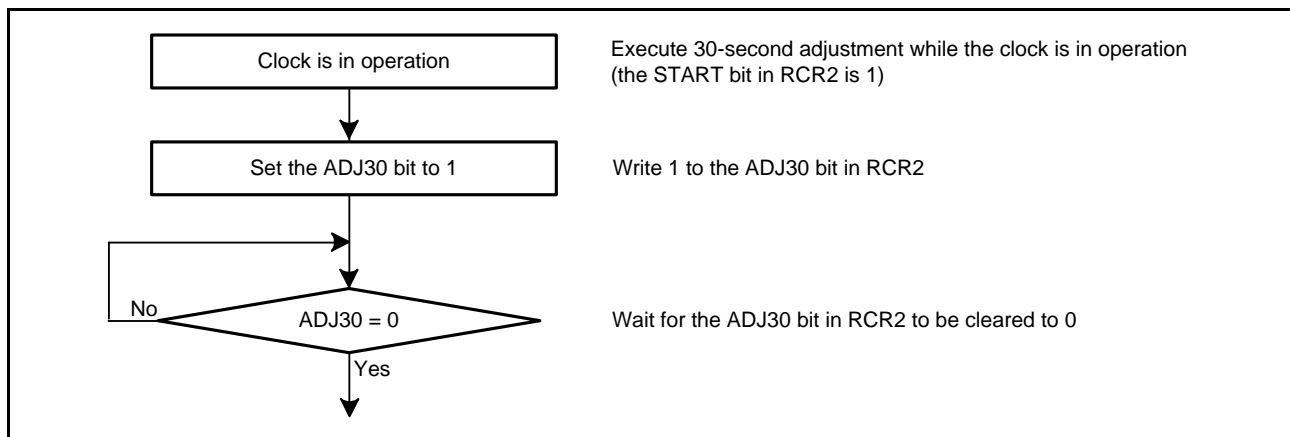 Clock is in operation
Execute 30-second adjustment while the clock is in operation
(the START bit in RCR2 is 1)
Set the ADJ30 bit to 1
Write 1 to the ADJ30 bit in RCR2
No
ADJ30 = 0
Wait for the ADJ30 bit in RCR2 to be cleared to 0
Yes